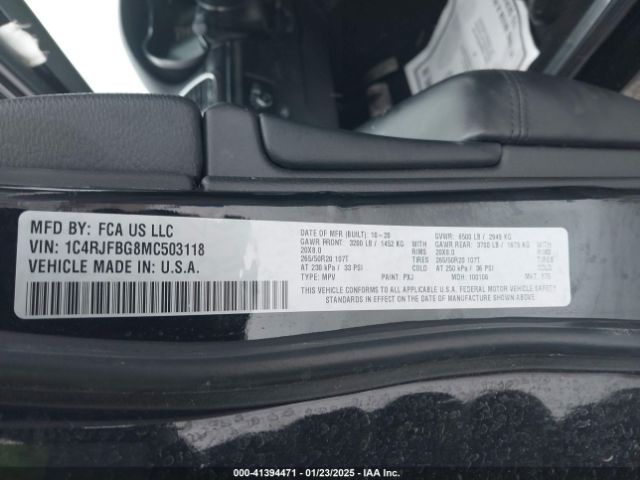 MFD BY: FCA US LLC
VIN: 1C4RJFBG8MC503118
VEHICLE MADE IN: U.S.A.
DATE OF MFR (BUILT): 10-20 GVWR: 6500 LB / 2949 KG
GAWR FRONT: 3200 LB / 1452 KG GAWR REAR: 3700 LB / 1678 KG
20X8.0 RIMS 20X8.0 RIMS
265/50R20 107T TIRES 265/50R20 107T TIRES
AT 230 kPa / 33 PSI COLD AT 250 kPa / 36 PSI COLD
TYPE: MPV PAINT: PXJ MDH: 100106
THIS VEHICLE CONFORMS TO ALL APPLICABLE U.S.A. FEDERAL MOTOR VEHICLE SAFETY
STANDARDS IN EFFECT ON THE DATE OF MANUFACTURE SHOWN ABOVE.
000-41394471 | 01/23/2025 - IAA Inc.